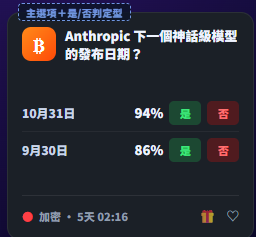 主選項＋是/否判定型
Anthropic 下一個神話級模型
的發布日期？
10月31日 94% 是 否
9月30日 86% 是 否
加密 · 5天 02:16